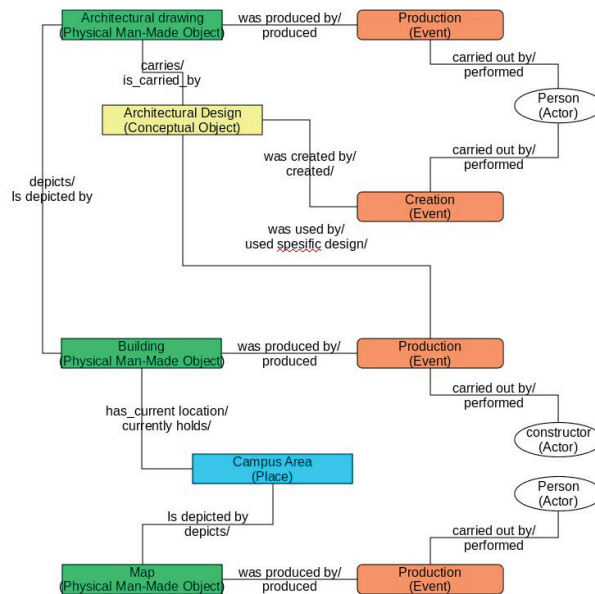 Architectural drawing
(Physical Man-Made Object)
was produced by/
produced
Production
(Event)
carries/
is_carried_by
carried out by/
performed
Person
(Actor)
Architectural Design
(Conceptual Object)
was created by/
created/
carried out by/
performed
depicts/
Is depicted by
Creation
(Event)
was used by/
used spesific design/
Building
(Physical Man-Made Object)
was produced by/
produced
Production
(Event)
carried out by/
performed
has_current location/
currently holds/
constructor
(Actor)
Campus Area
(Place)
Person
(Actor)
Is depicted by
depicts/
carried out by/
performed
Map
(Physical Man-Made Object)
was produced by/
produced
Production
(Event)